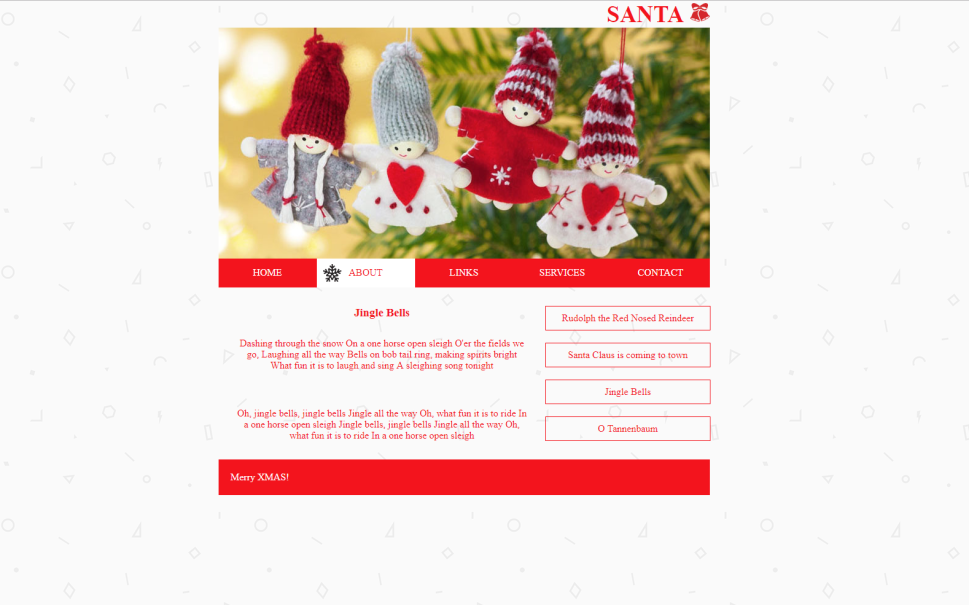 SANTA
HOME
ABOUT
LINKS
SERVICES
CONTACT
Jingle Bells
Dashing through the snow On a one horse open sleigh O'er the fields we
go, Laughing all the way Bells on bob tail ring, making spirits bright
What fun it is to laugh and sing A sleighing song tonight
Oh, jingle bells, jingle bells Jingle all the way Oh, what fun it is to ride In
a one horse open sleigh Jingle bells, jingle bells Jingle all the way Oh,
what fun it is to ride In a one horse open sleigh
Rudolph the Red Nosed Reindeer
Santa Claus is coming to town
Jingle Bells
O Tannenbaum
Merry XMAS!